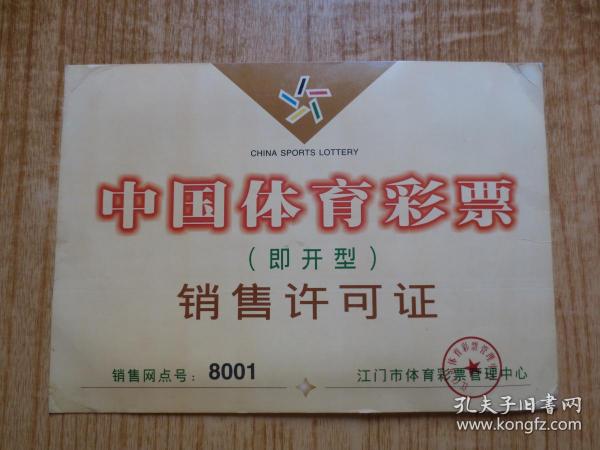 CHINA SPORTS LOTTERY
中国体育彩票
（即开型）
销售许可证
销售网点号：8001
江门市体育彩票管理中心
孔夫子旧书网
www.kongfz.com